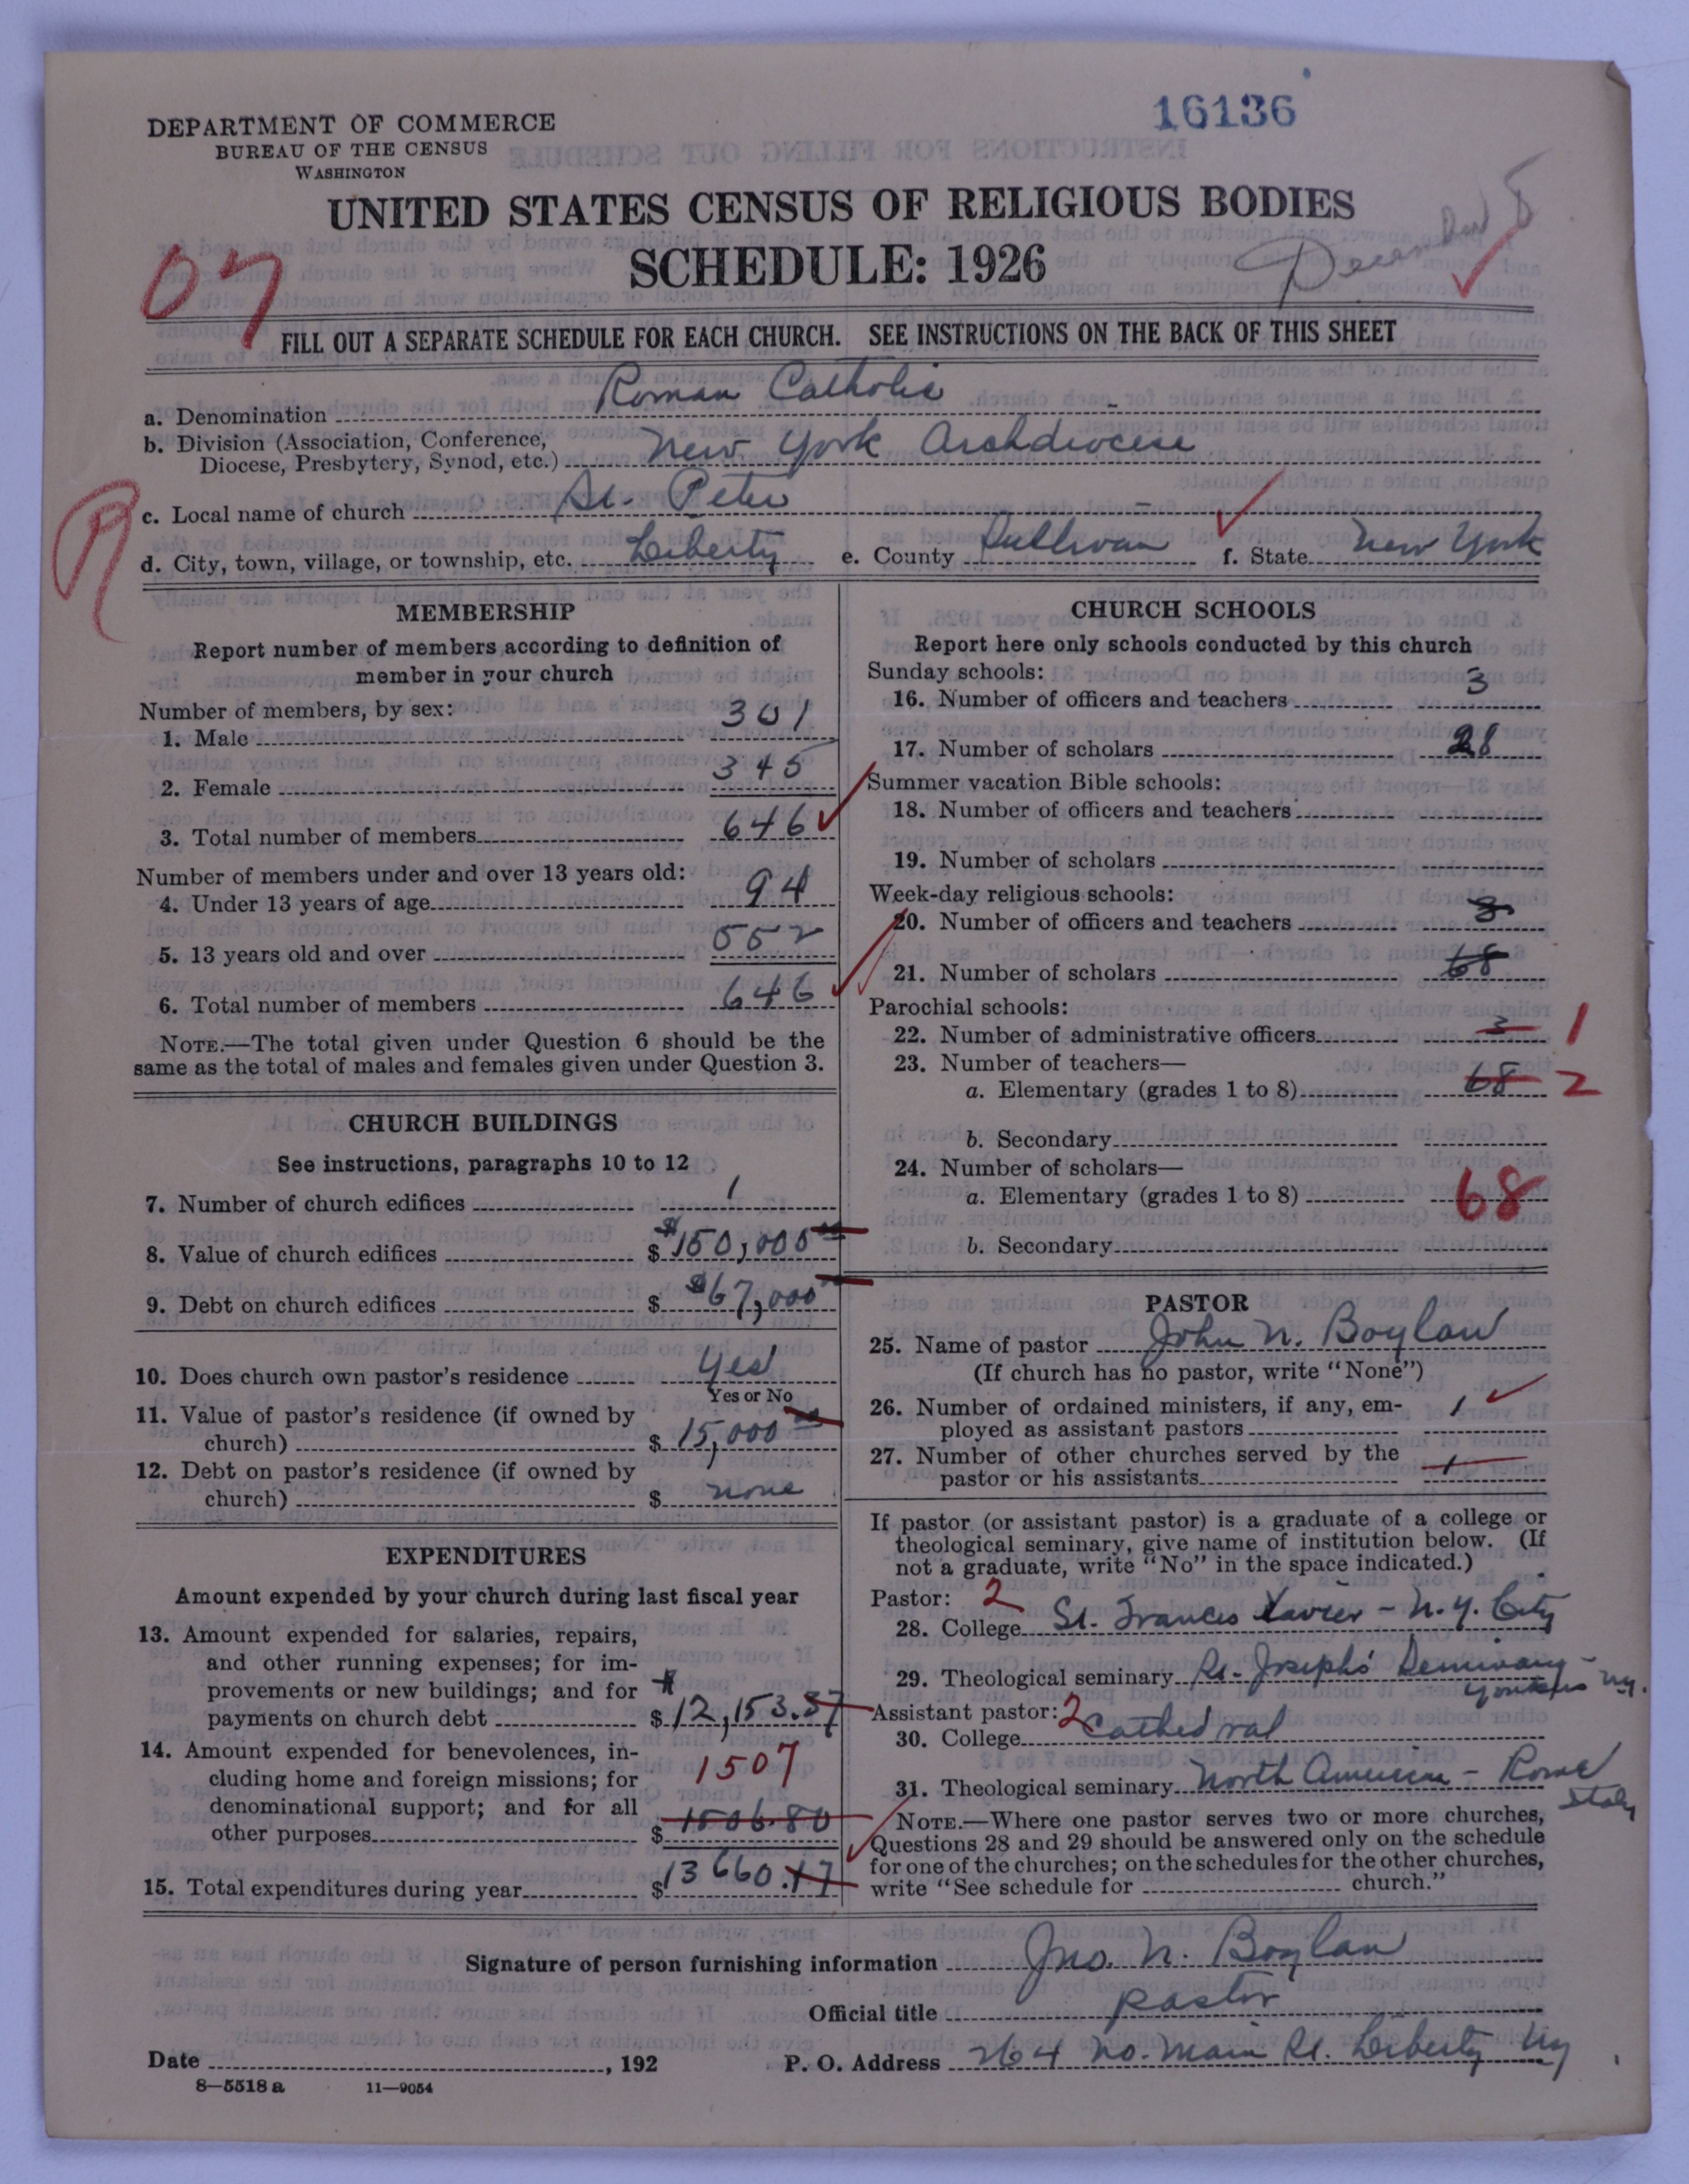 16136
DEPARTMENT OF COMMERCE
BUREAU OF THE CENSUS
WASHINGTON
UNITED STATES CENSUS OF RELIGIOUS BODIES
SCHEDULE: 1926
07
FILL OUT A SEPARATE SCHEDULE FOR EACH CHURCH. SEE INSTRUCTIONS ON THE BACK OF THIS SHEET
a. Denomination Roman Catholic
b. Division (Association, Conference,
Diocese, Presbytery, Synod, etc.) New York Archdiocese
c. Local name of church St. Peter
d. City, town, village, or township, etc. Liberty e. County Sullivan f. State New York
MEMBERSHIP
Report number of members according to definition of
member in your church
Number of members, by sex:
1. Male 301
2. Female 345
3. Total number of members 646
Number of members under and over 13 years old:
4. Under 13 years of age 94
5. 13 years old and over 552
6. Total number of members 646
NOTE.—The total given under Question 6 should be the
same as the total of males and females given under Question 3.
CHURCH BUILDINGS
See instructions, paragraphs 10 to 12
7. Number of church edifices 1
8. Value of church edifices $ $150,000 00
9. Debt on church edifices $ $67,000 00
10. Does church own pastor's residence Yes
Yes or No
11. Value of pastor's residence (if owned by
church) $ 15,000 00
12. Debt on pastor's residence (if owned by
church) $ none
EXPENDITURES
Amount expended by your church during last fiscal year
13. Amount expended for salaries, repairs,
and other running expenses; for im-
provements or new buildings; and for $
payments on church debt $ 12,153.37
14. Amount expended for benevolences, in-
cluding home and foreign missions; for 1507
denominational support; and for all
other purposes $ 1506.80
15. Total expenditures during year $ 13660.17
CHURCH SCHOOLS
Report here only schools conducted by this church
Sunday schools:
16. Number of officers and teachers 3
17. Number of scholars 28
Summer vacation Bible schools:
18. Number of officers and teachers
19. Number of scholars
Week-day religious schools:
20. Number of officers and teachers 3
21. Number of scholars 68
Parochial schools:
22. Number of administrative officers 3 1
23. Number of teachers—
a. Elementary (grades 1 to 8) 68 2
b. Secondary
24. Number of scholars—
a. Elementary (grades 1 to 8) 68
b. Secondary
PASTOR
25. Name of pastor John N. Boylan
(If church has no pastor, write "None")
26. Number of ordained ministers, if any, em-
ployed as assistant pastors 1
27. Number of other churches served by the
pastor or his assistants 1
If pastor (or assistant pastor) is a graduate of a college or
theological seminary, give name of institution below. (If
not a graduate, write "No" in the space indicated.)
Pastor: 2
28. College St. Francis Xavier - N.Y. City
29. Theological seminary St. Joseph's Seminary -
Yonkers N.Y.
Assistant pastor: 2
30. College Cathedral
31. Theological seminary North American - Rome
Italy
NOTE.—Where one pastor serves two or more churches,
Questions 28 and 29 should be answered only on the schedule
for one of the churches; on the schedules for the other churches,
write "See schedule for church."
Signature of person furnishing information Jno. N. Boylan
Official title pastor
Date , 192 P. O. Address 264 No. Main St. Liberty NY
8—5518 a 11—9054